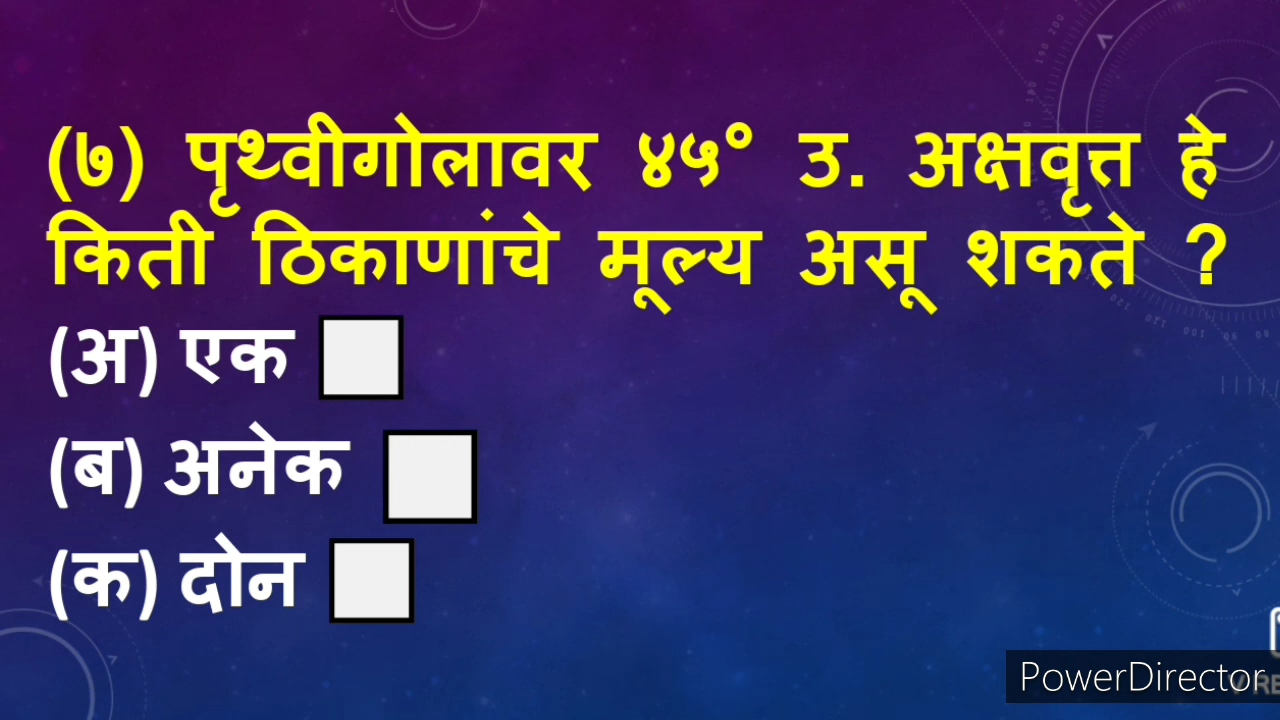 (७) पृथ्वीगोलावर ४५° उ. अक्षवृत्त हे
किती ठिकाणांचे मूल्य असू शकते ?
(अ) एक
(ब) अनेक
(क) दोन
PowerDirector